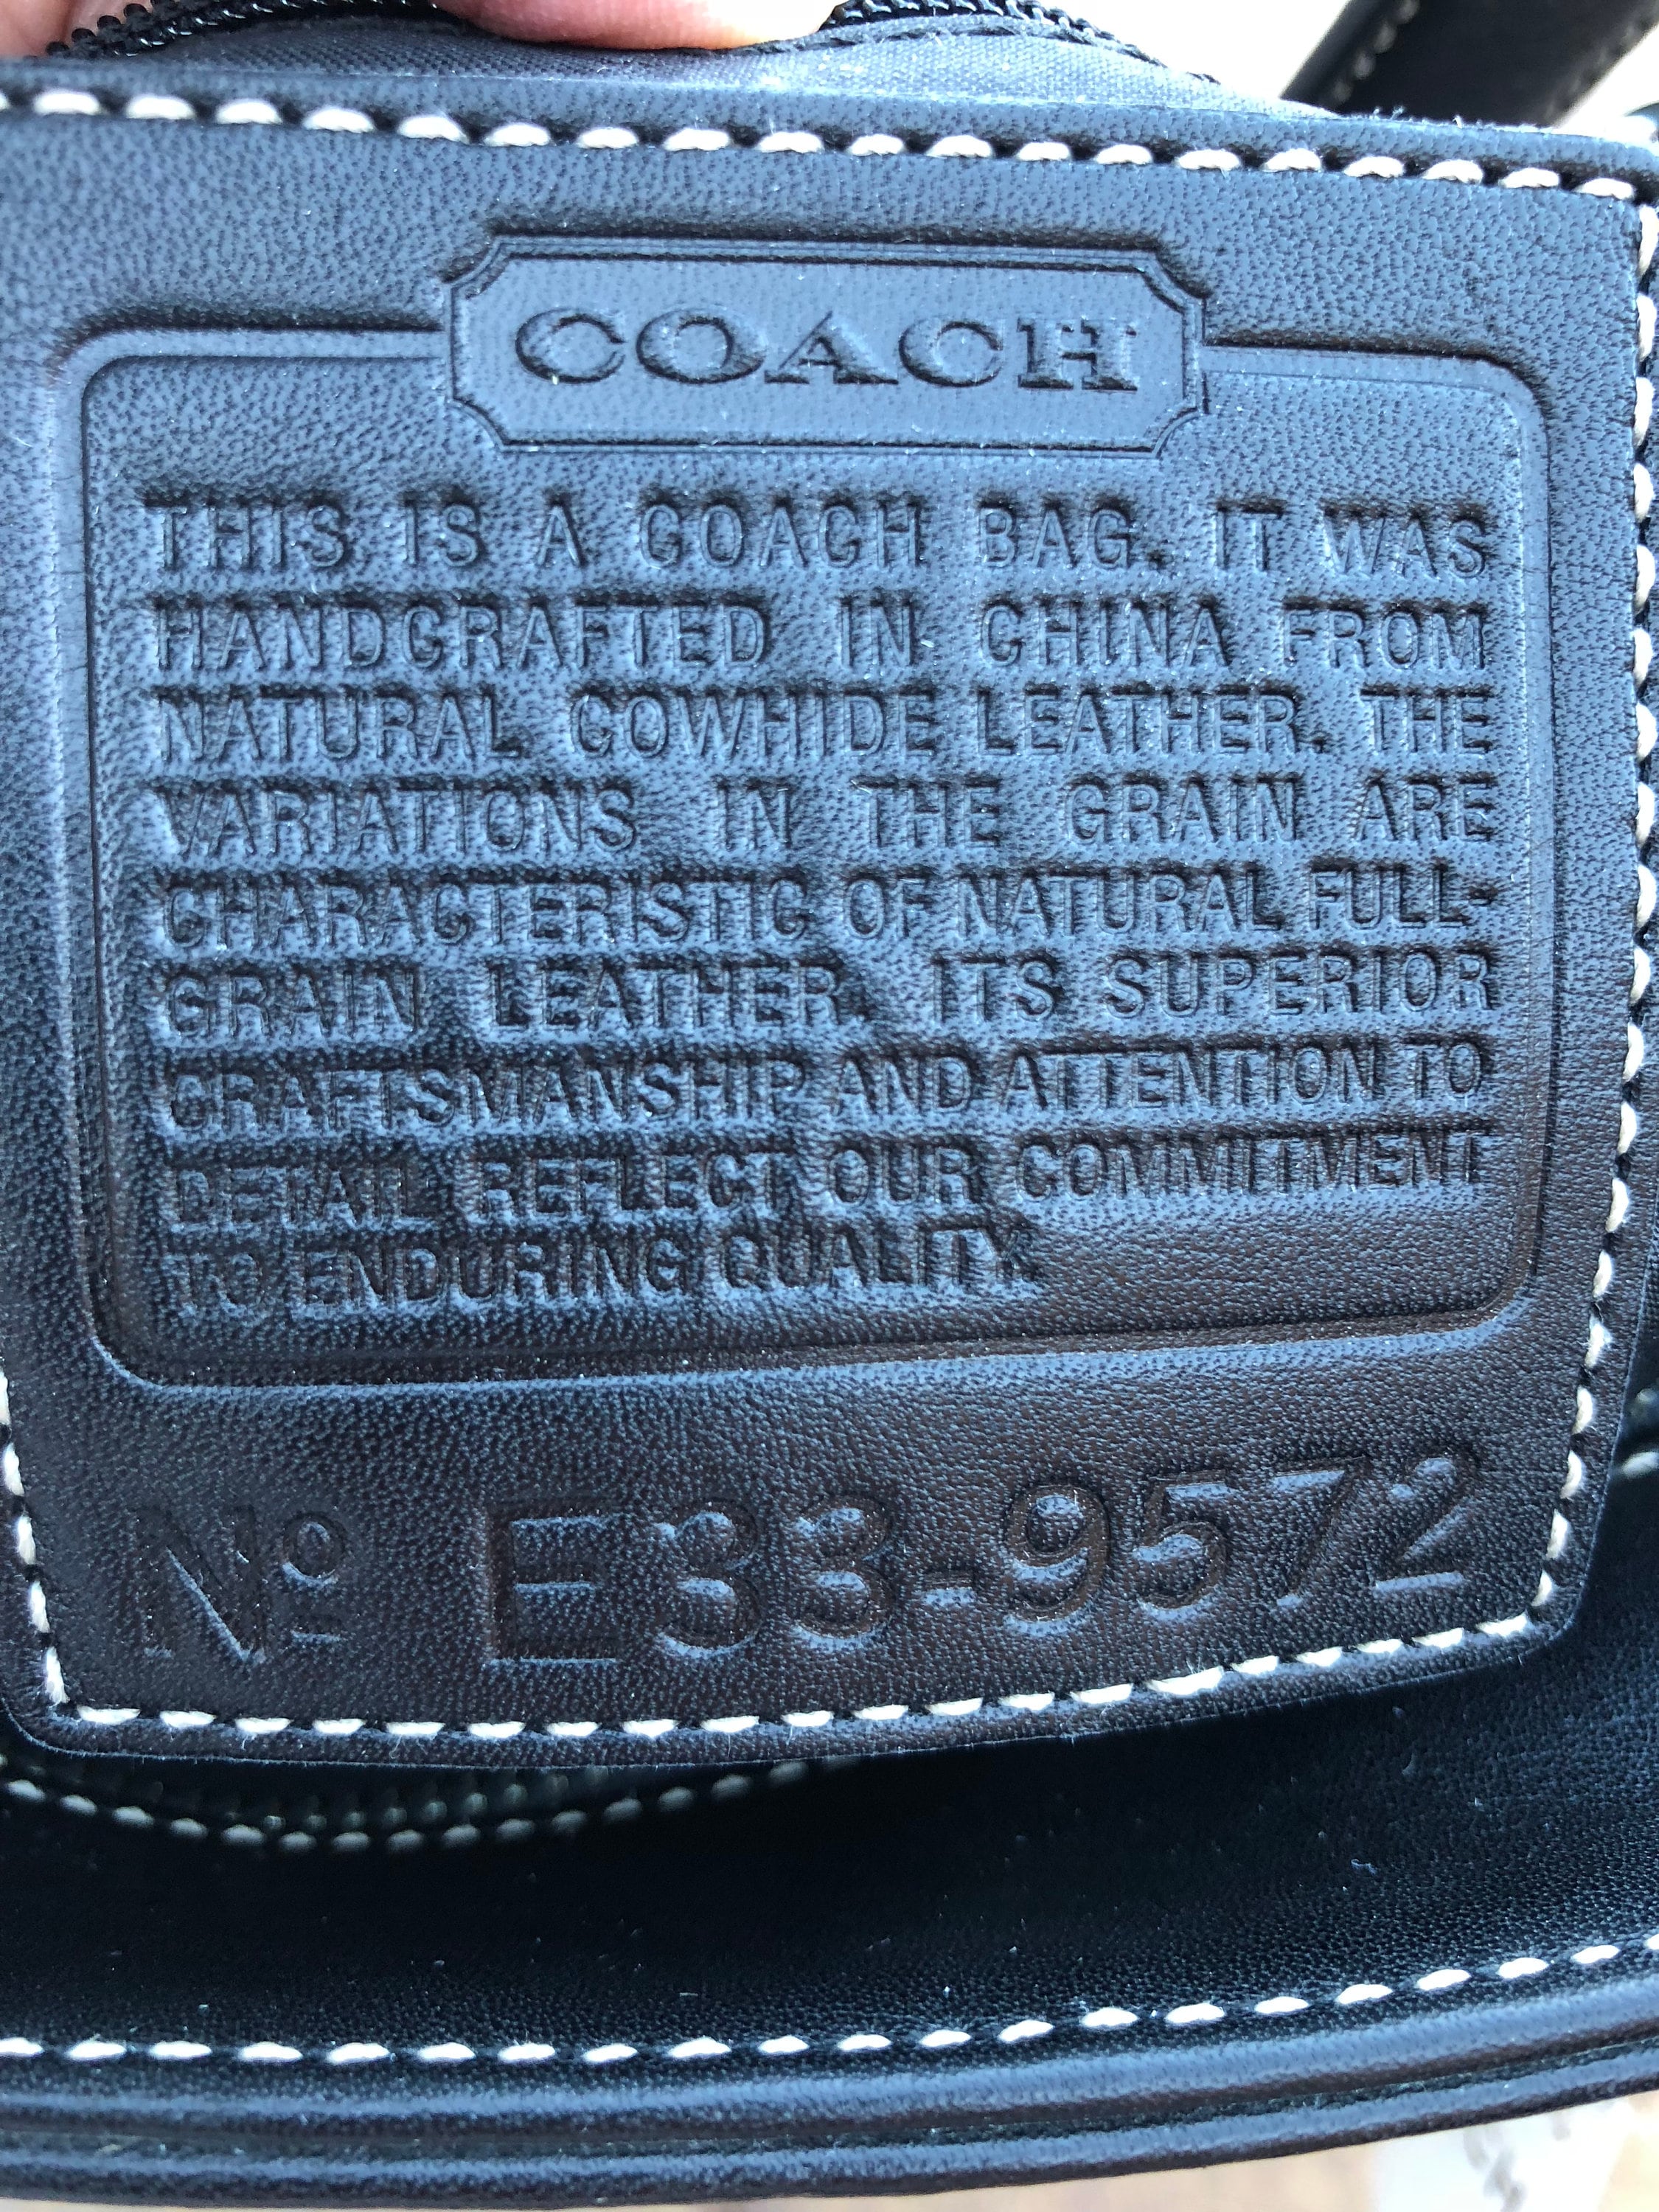 COACH
THIS IS A COACH BAG. IT WAS
HANDCRAFTED IN CHINA FROM
NATURAL COWHIDE LEATHER. THE
VARIATIONS IN THE GRAIN ARE
CHARACTERISTIC OF NATURAL FULL-
GRAIN LEATHER. ITS SUPERIOR
CRAFTSMANSHIP AND ATTENTION TO
DETAIL REFLECT OUR COMMITMENT
TO ENDURING QUALITY.
Nº E33-9572